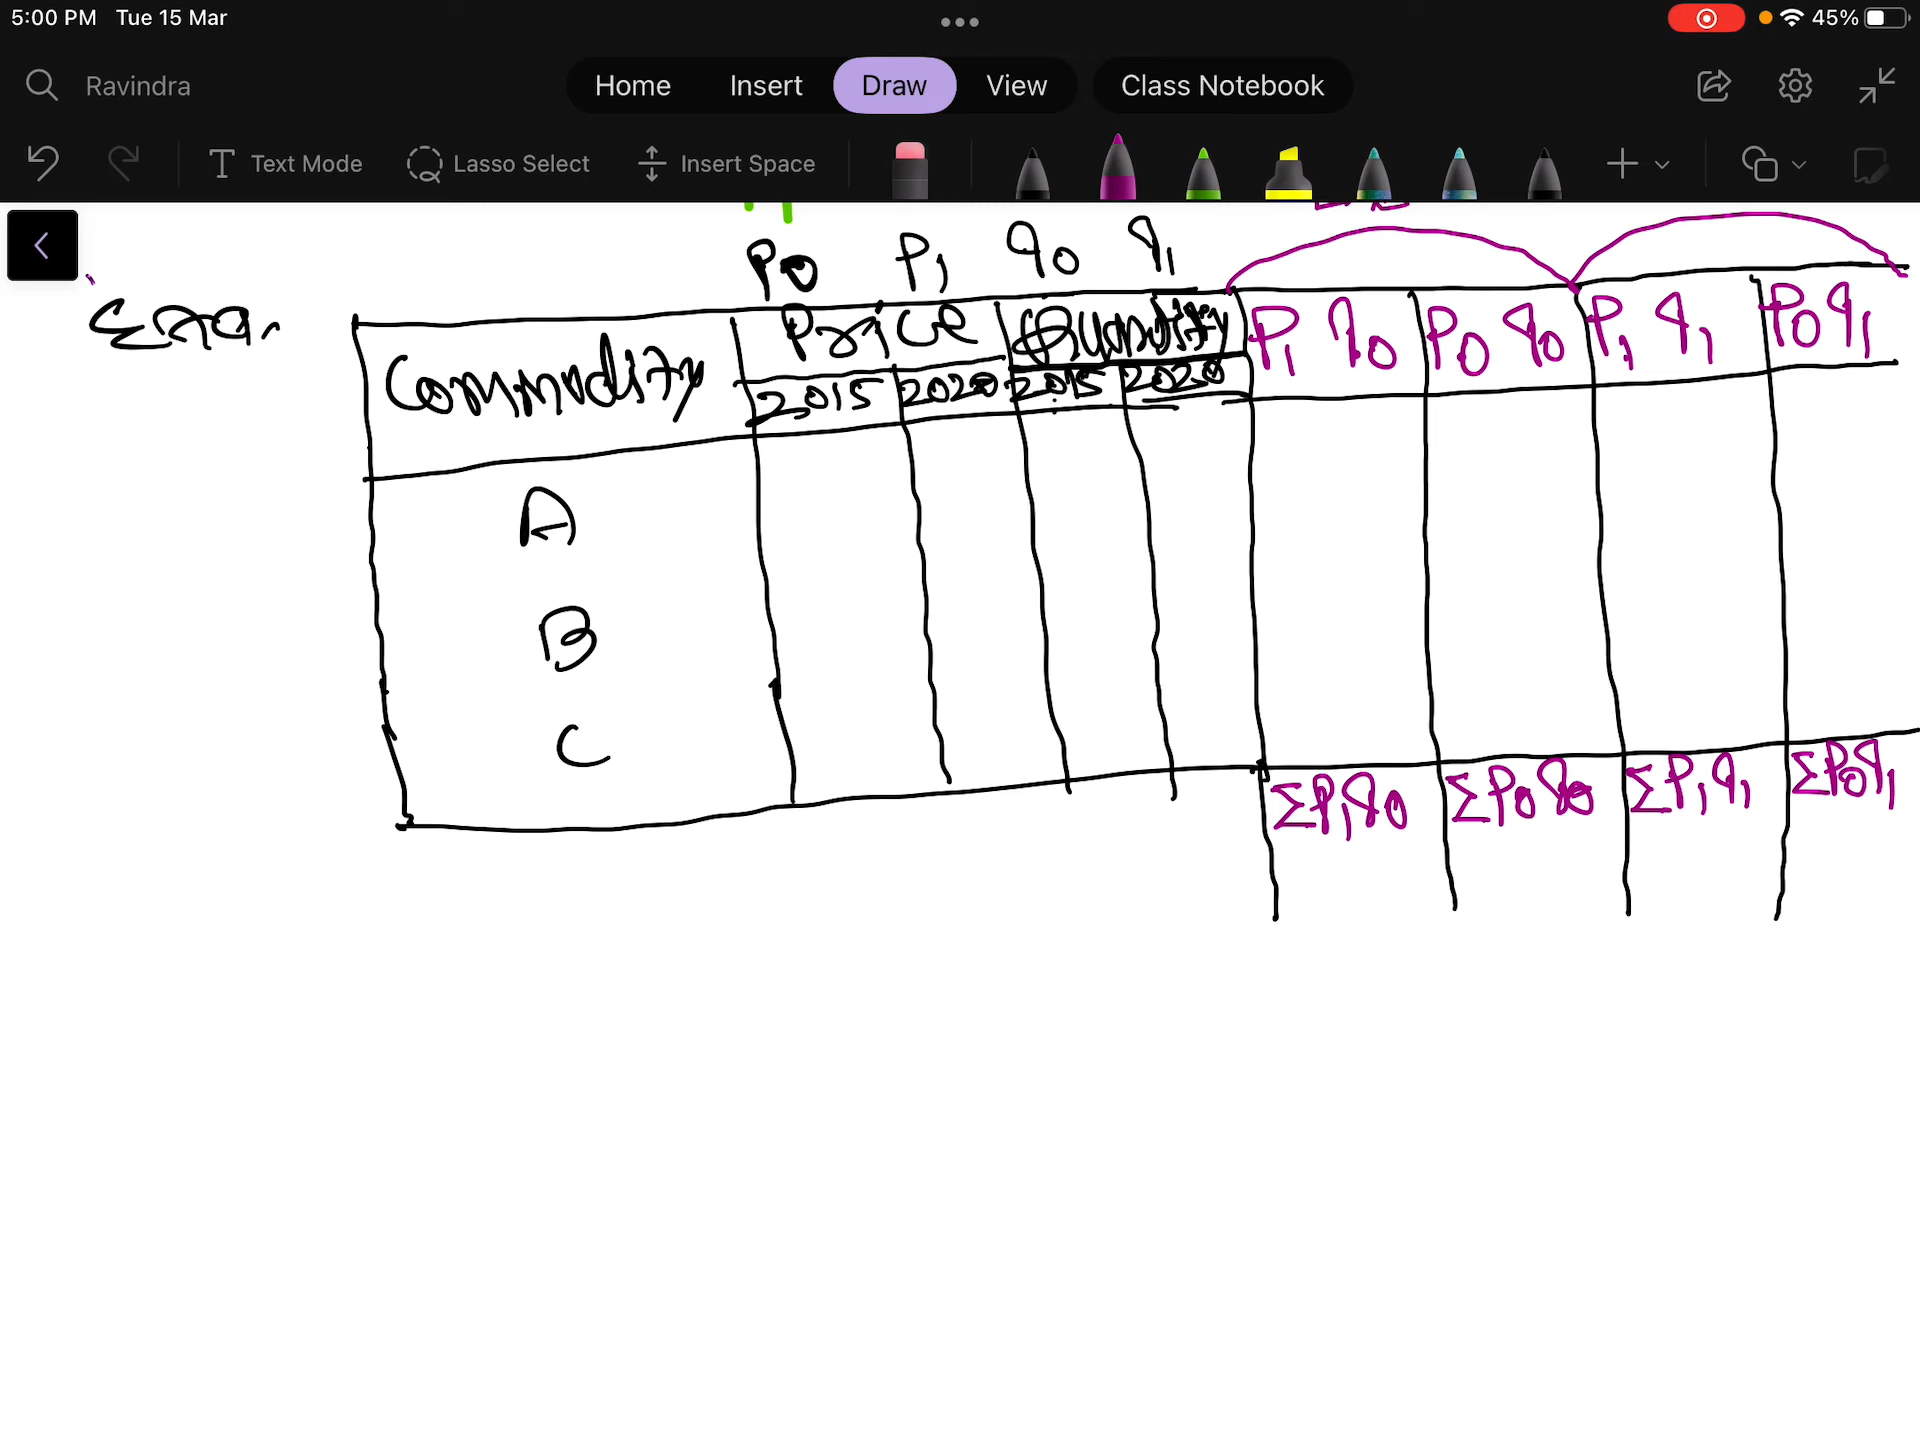 5:00 PM Tue 15 Mar
45%
Ravindra
Home Insert Draw View Class Notebook
Text Mode Lasso Select Insert Space
P0 P1 q0 q1
Exa.
Commodity Price Quantity P1 q0 P0 q0 P1 q1 P0 q1
2015 2020 2015 2020
A
B
C
ΣP1q0 ΣP0q0 ΣP1q1 ΣP0q1